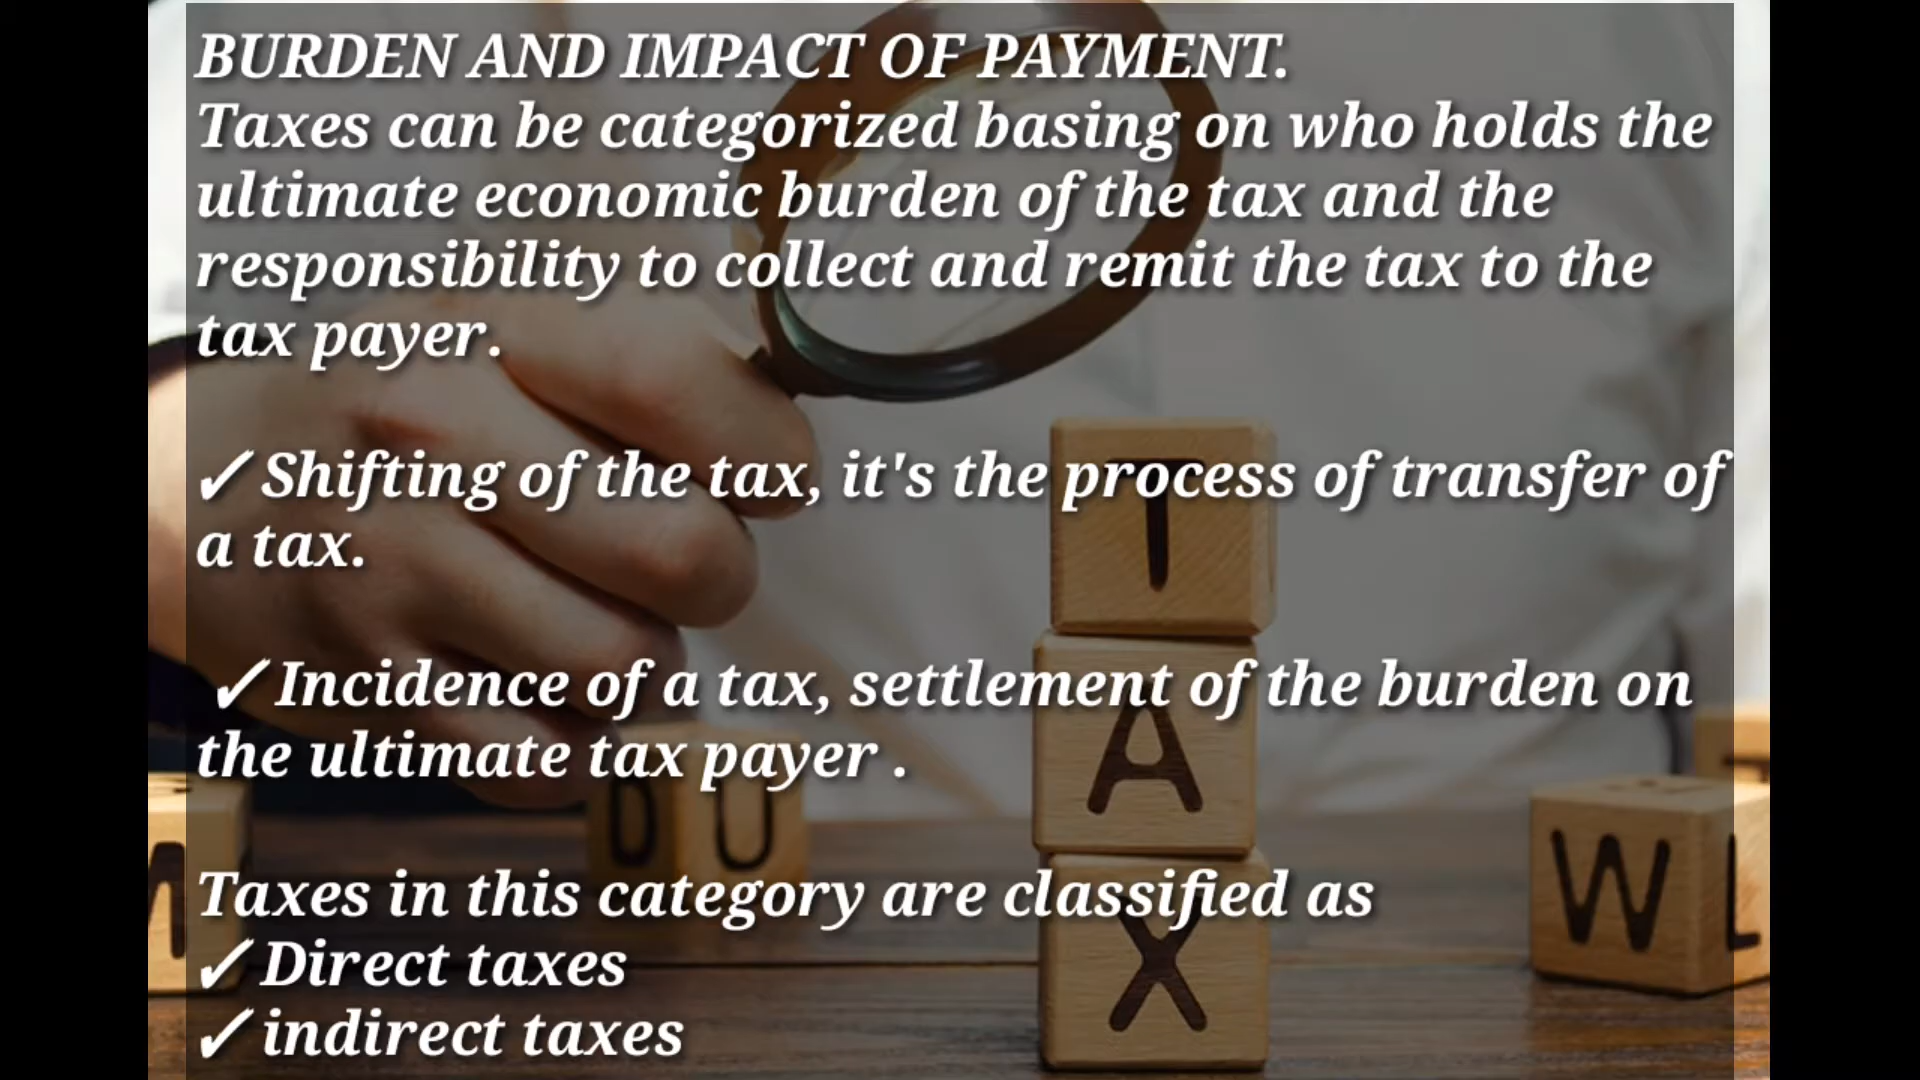 BURDEN AND IMPACT OF PAYMENT.
Taxes can be categorized basing on who holds the
ultimate economic burden of the tax and the
responsibility to collect and remit the tax to the
tax payer.
✓ Shifting of the tax, it's the process of transfer of
a tax.
✓ Incidence of a tax, settlement of the burden on
the ultimate tax payer .
Taxes in this category are classified as
✓ Direct taxes
✓ indirect taxes
T
A
X
D U
W L